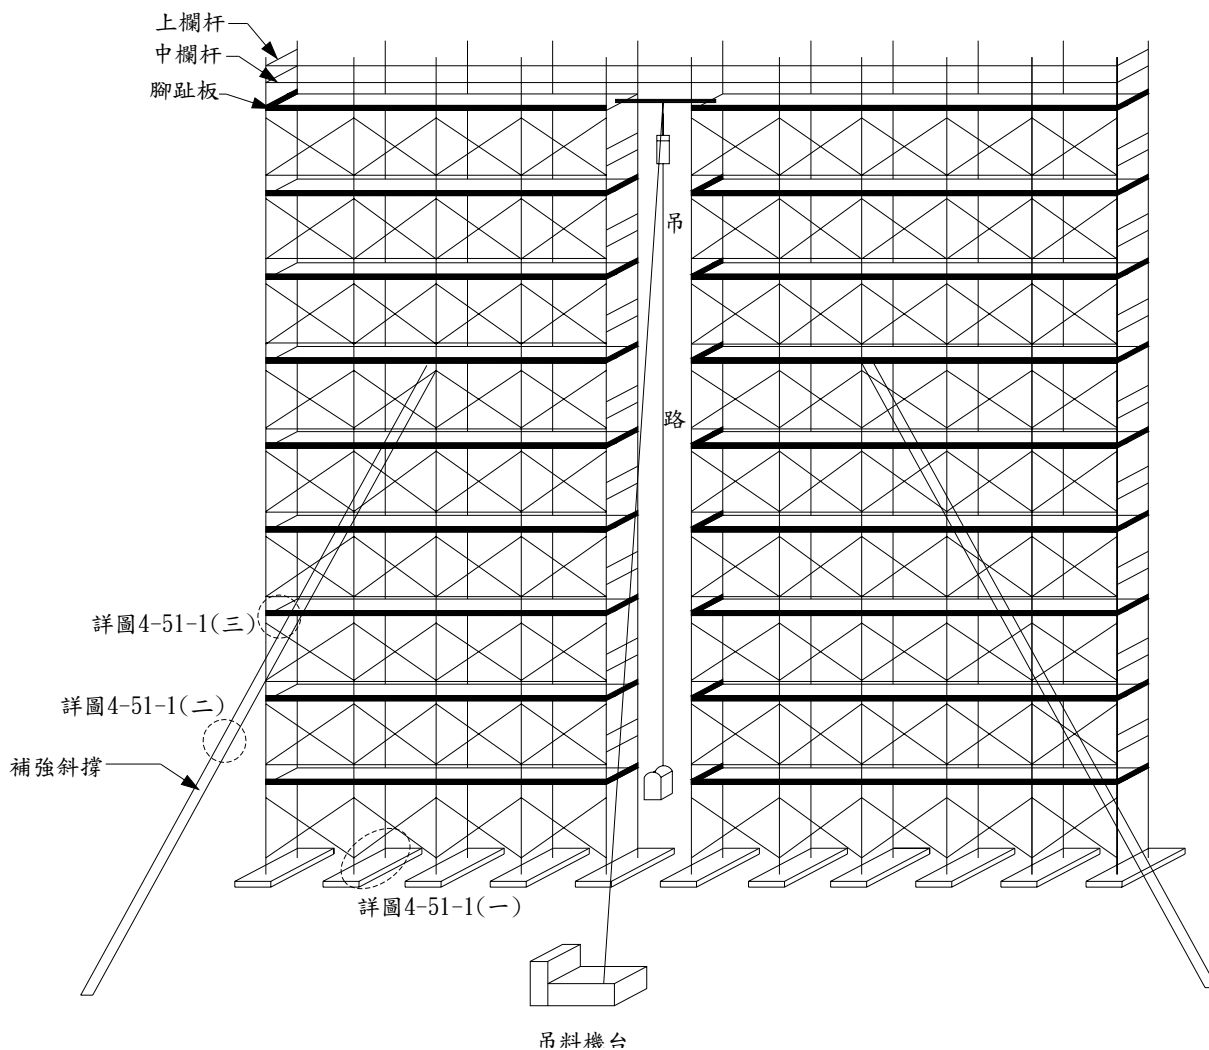 上欄杆
中欄杆
腳趾板
吊
路
詳圖4-51-1(三)
詳圖4-51-1(二)
補強斜撐
詳圖4-51-1(一)
吊料機台